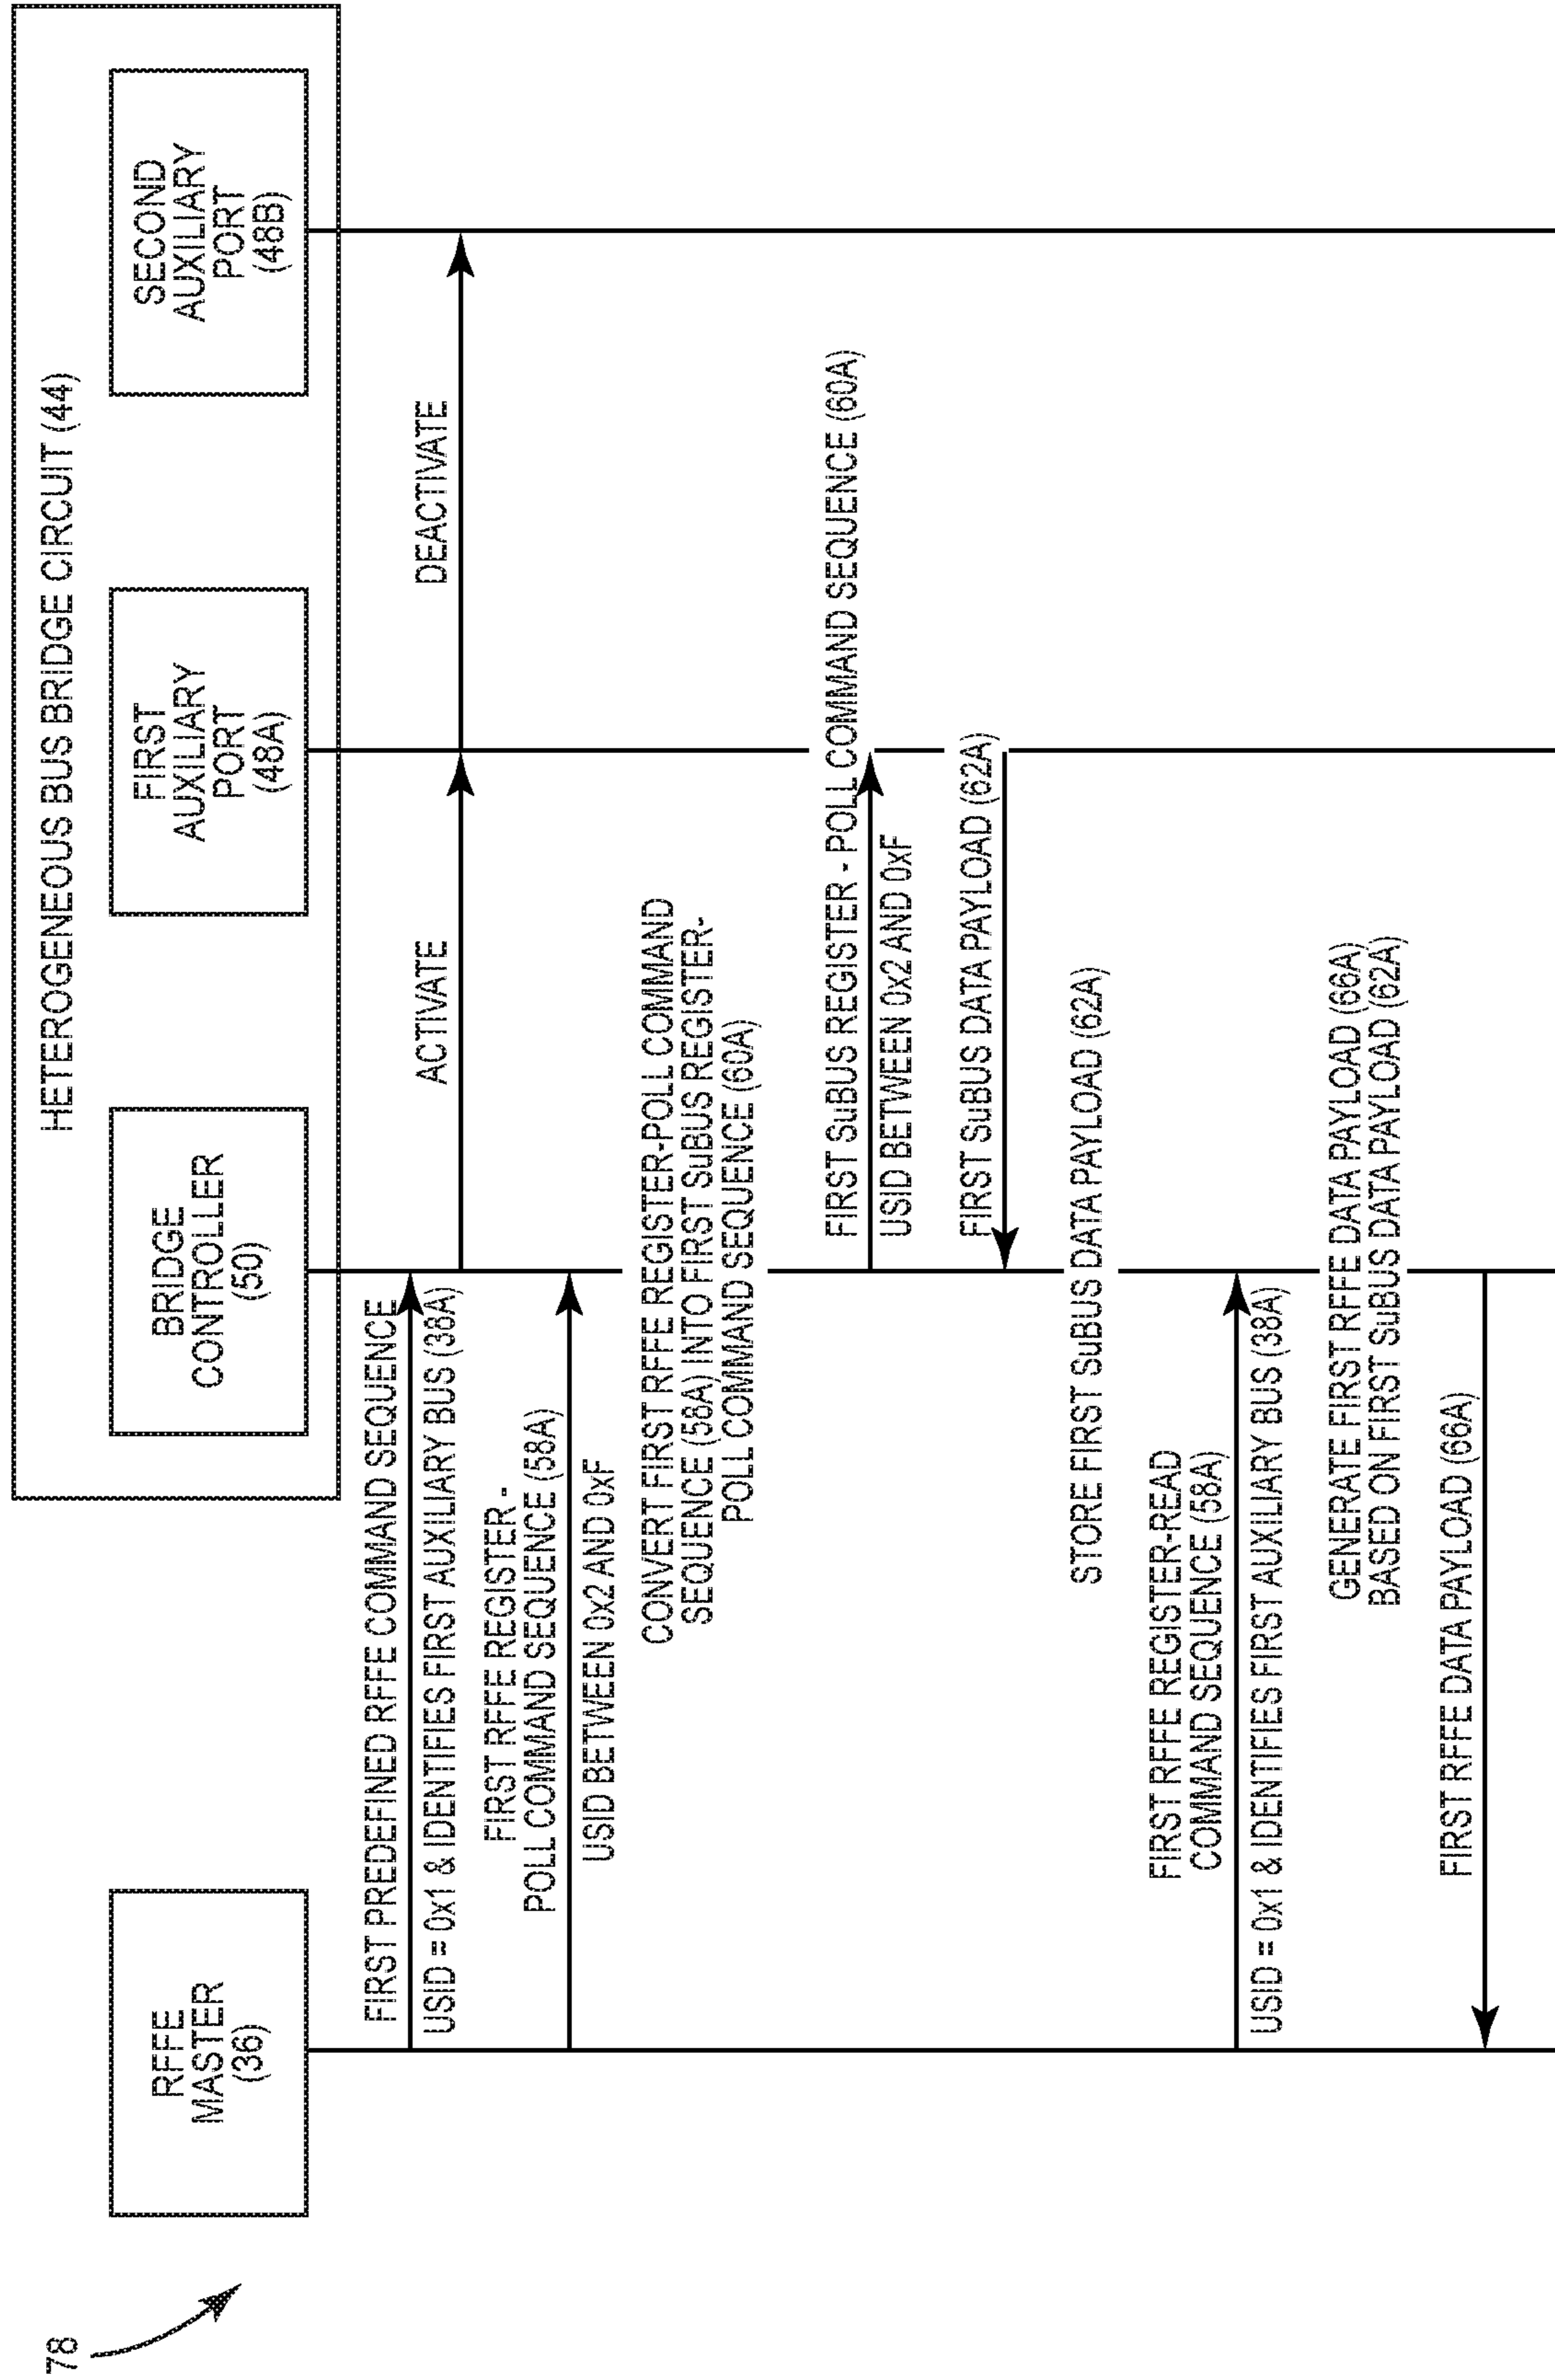 78
HETEROGENEOUS BUS BRIDGE CIRCUIT (44)
RFFE
MASTER
(36)
BRIDGE
CONTROLLER
(50)
FIRST
AUXILIARY
PORT
(48A)
SECOND
AUXILIARY
PORT
(48B)
FIRST PREDEFINED RFFE COMMAND SEQUENCE
USID = 0x1 & IDENTIFIES FIRST AUXILIARY BUS (38A)
ACTIVATE
DEACTIVATE
FIRST RFFE REGISTER -
POLL COMMAND SEQUENCE (58A)
USID BETWEEN 0x2 AND 0xF
CONVERT FIRST RFFE REGISTER-POLL COMMAND
SEQUENCE (58A) INTO FIRST SuBUS REGISTER-
POLL COMMAND SEQUENCE (60A)
FIRST SuBUS REGISTER - POLL COMMAND SEQUENCE (60A)
USID BETWEEN 0x2 AND 0xF
FIRST SuBUS DATA PAYLOAD (62A)
STORE FIRST SuBUS DATA PAYLOAD (62A)
FIRST RFFE REGISTER-READ
COMMAND SEQUENCE (58A)
USID = 0x1 & IDENTIFIES FIRST AUXILIARY BUS (38A)
GENERATE FIRST RFFE DATA PAYLOAD (66A)
BASED ON FIRST SuBUS DATA PAYLOAD (62A)
FIRST RFFE DATA PAYLOAD (66A)